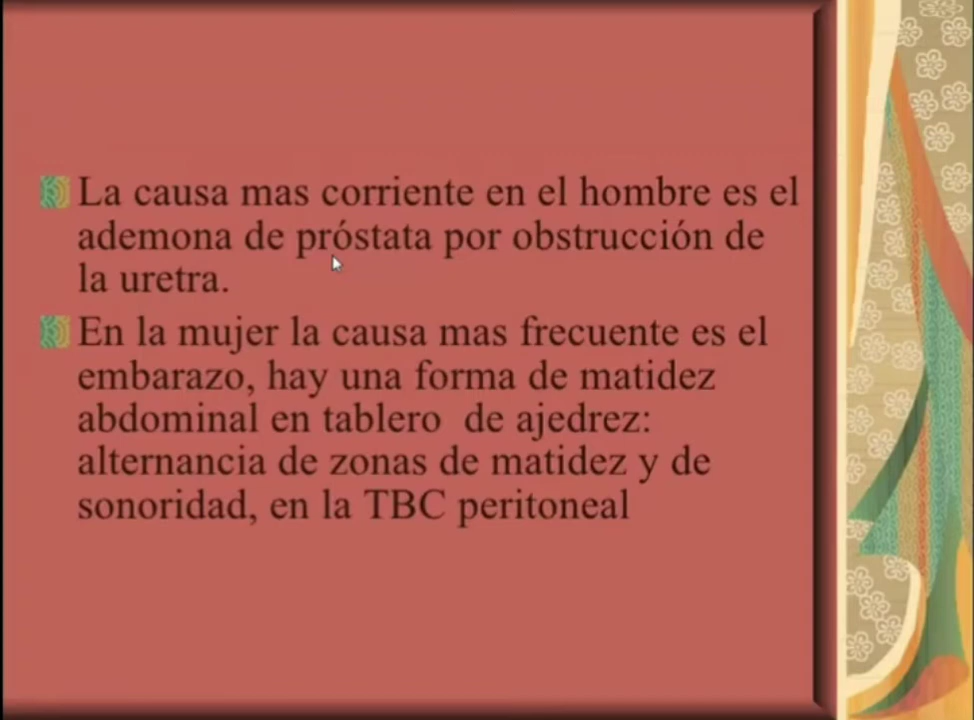 La causa mas corriente en el hombre es el
ademona de próstata por obstrucción de
la uretra.
En la mujer la causa mas frecuente es el
embarazo, hay una forma de matidez
abdominal en tablero  de ajedrez:
alternancia de zonas de matidez y de
sonoridad, en la TBC peritoneal